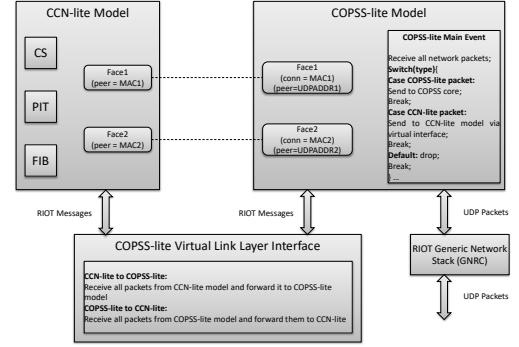 CCN-lite Model
CS
PIT
FIB
Face1
(peer = MAC1)
Face2
(peer = MAC2)
COPSS-lite Model
Face1
(conn = MAC1)
(peer=UDPADDR1)
Face2
(conn = MAC2)
(peer=UDPADDR2)
COPSS-lite Main Event
Receive all network packets;
Switch(type){
Case COPSS-lite packet:
Send to COPSS core;
Break;
Case CCN-lite packet:
Send to CCN-lite model via
virtual interface;
Break;
Default: drop;
Break;
} ...
RIOT Messages
RIOT Messages
UDP Packets
COPSS-lite Virtual Link Layer Interface
CCN-lite to COPSS-lite:
Receive all packets from CCN-lite model and forward it to COPSS-lite
model
COPSS-lite to CCN-lite:
Receive all packets from COPSS-lite model and forward them to CCN-lite
RIOT Generic Network
Stack (GNRC)
UDP Packets